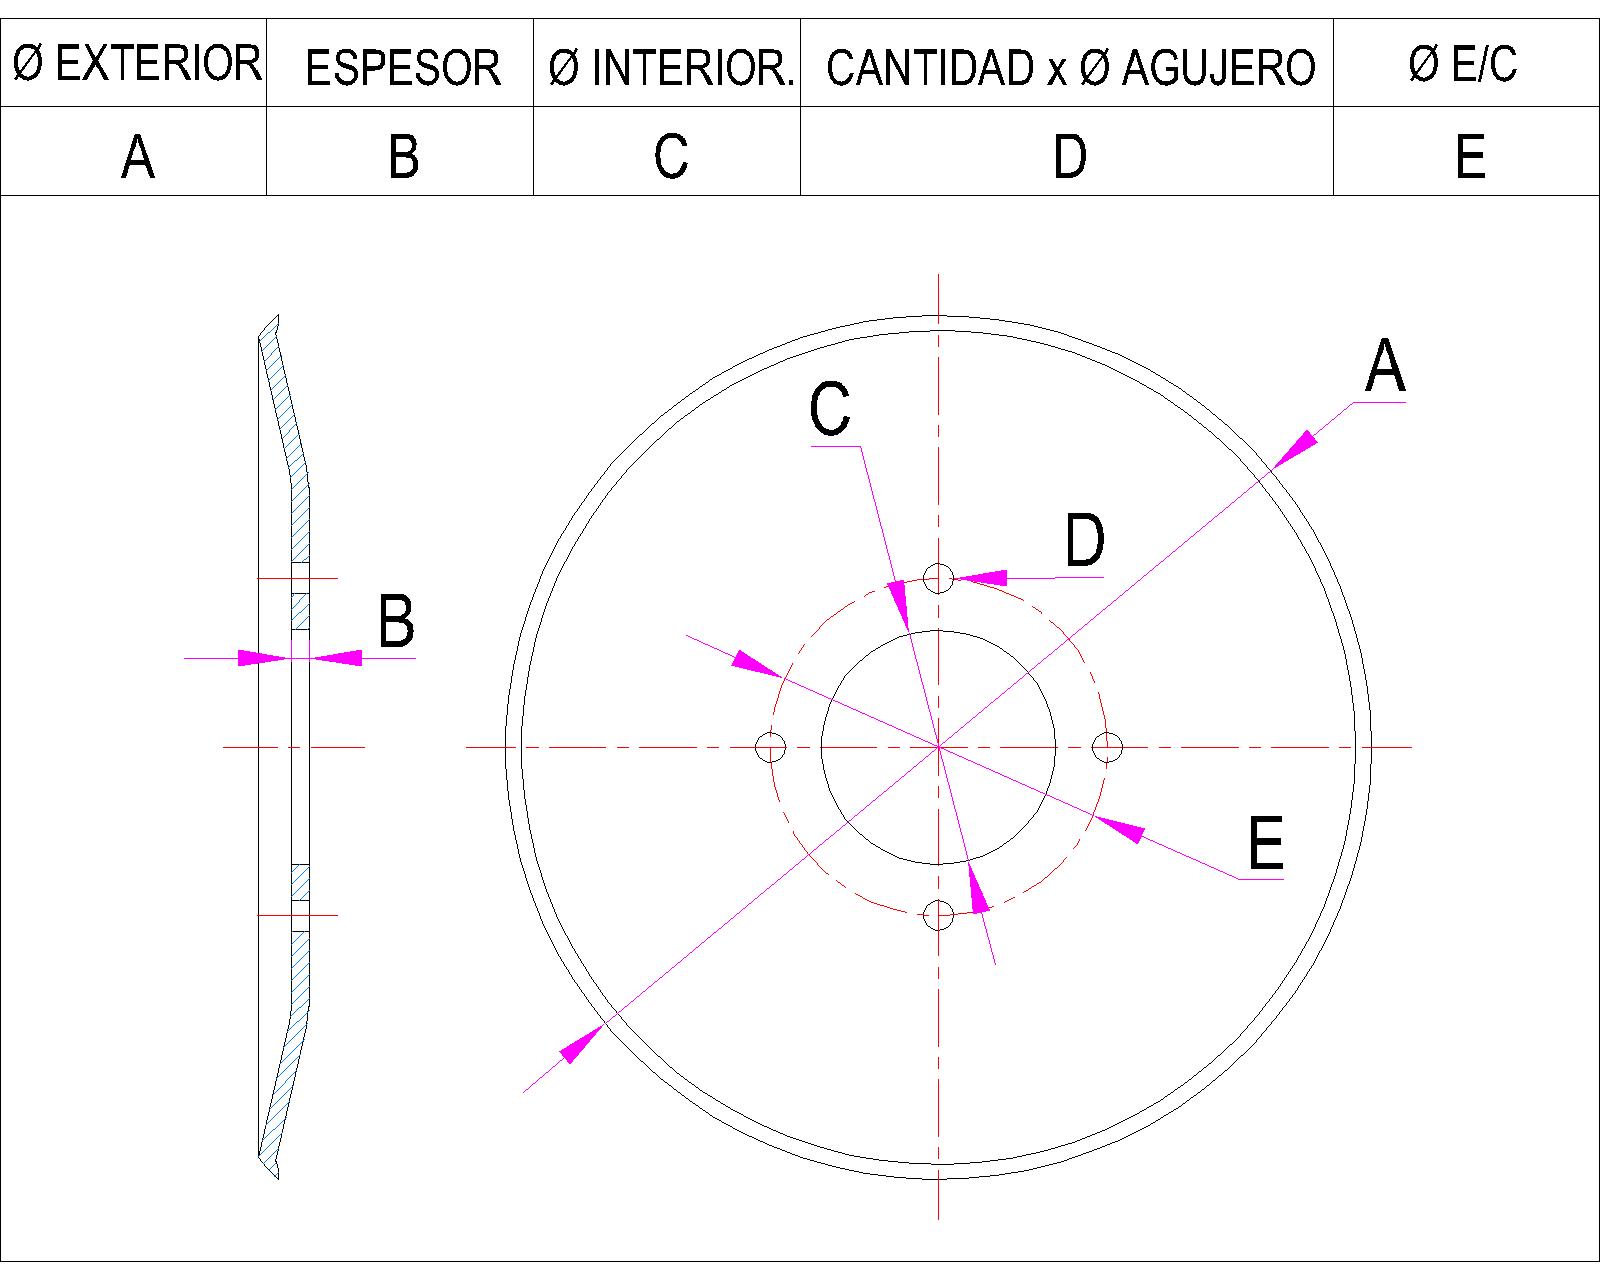 Ø EXTERIOR ESPESOR Ø INTERIOR. CANTIDAD x Ø AGUJERO Ø E/C
A B C D E
A
C
D
B
E